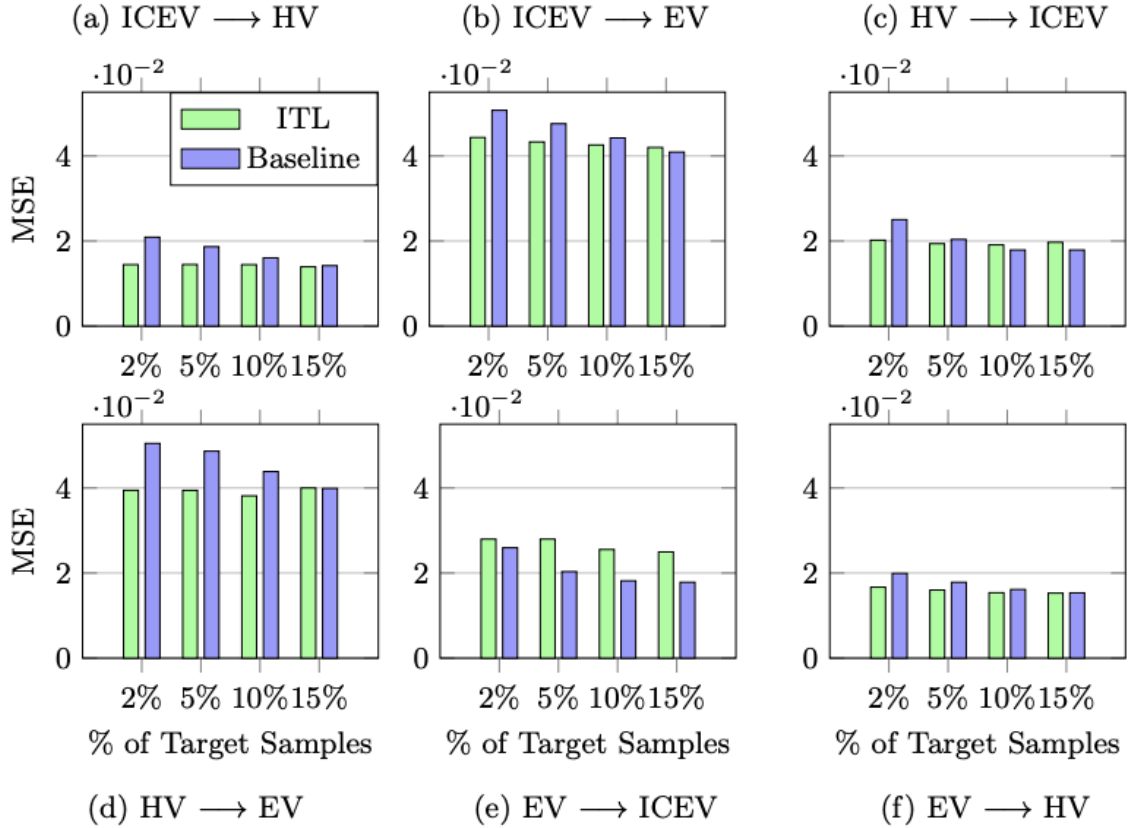 (a) ICEV ⟶ HV (b) ICEV ⟶ EV (c) HV ⟶ ICEV
·10⁻² ·10⁻² ·10⁻²
ITL
Baseline
MSE
4 4 4
2 2 2
0 0 0
2% 5% 10% 15% 2% 5% 10% 15% 2% 5% 10% 15%
·10⁻² ·10⁻² ·10⁻²
MSE
4 4 4
2 2 2
0 0 0
2% 5% 10% 15% 2% 5% 10% 15% 2% 5% 10% 15%
% of Target Samples % of Target Samples % of Target Samples
(d) HV ⟶ EV (e) EV ⟶ ICEV (f) EV ⟶ HV